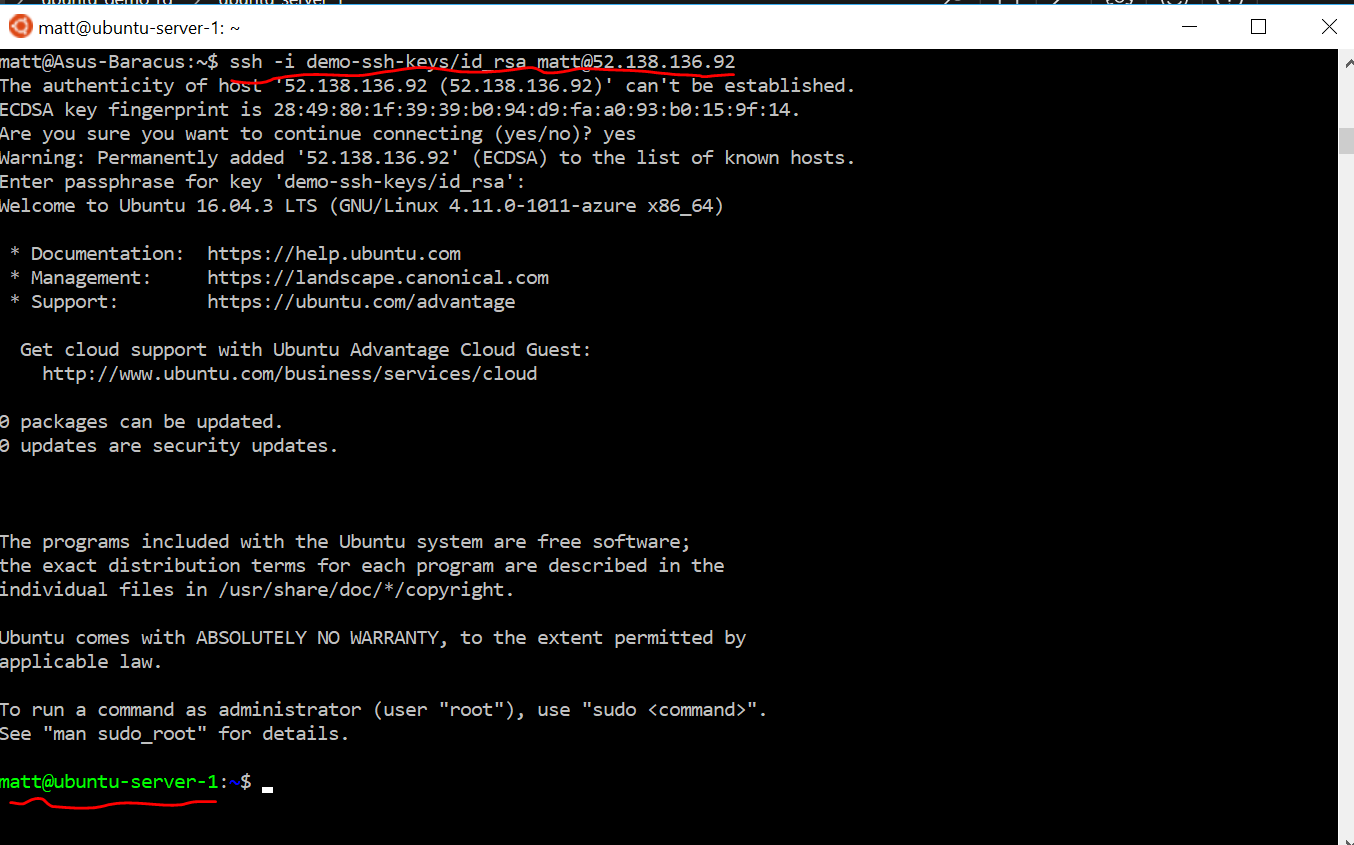 matt@ubuntu-server-1: ~
matt@Asus-Baracus:~$ ssh -i demo-ssh-keys/id_rsa matt@52.138.136.92
The authenticity of host '52.138.136.92 (52.138.136.92)' can't be established.
ECDSA key fingerprint is 28:49:80:1f:39:39:b0:94:d9:fa:a0:93:b0:15:9f:14.
Are you sure you want to continue connecting (yes/no)? yes
Warning: Permanently added '52.138.136.92' (ECDSA) to the list of known hosts.
Enter passphrase for key 'demo-ssh-keys/id_rsa':
Welcome to Ubuntu 16.04.3 LTS (GNU/Linux 4.11.0-1011-azure x86_64)
* Documentation:  https://help.ubuntu.com
* Management:     https://landscape.canonical.com
* Support:        https://ubuntu.com/advantage
Get cloud support with Ubuntu Advantage Cloud Guest:
http://www.ubuntu.com/business/services/cloud
0 packages can be updated.
0 updates are security updates.
The programs included with the Ubuntu system are free software;
the exact distribution terms for each program are described in the
individual files in /usr/share/doc/*/copyright.
Ubuntu comes with ABSOLUTELY NO WARRANTY, to the extent permitted by
applicable law.
To run a command as administrator (user "root"), use "sudo <command>".
See "man sudo_root" for details.
matt@ubuntu-server-1:~$